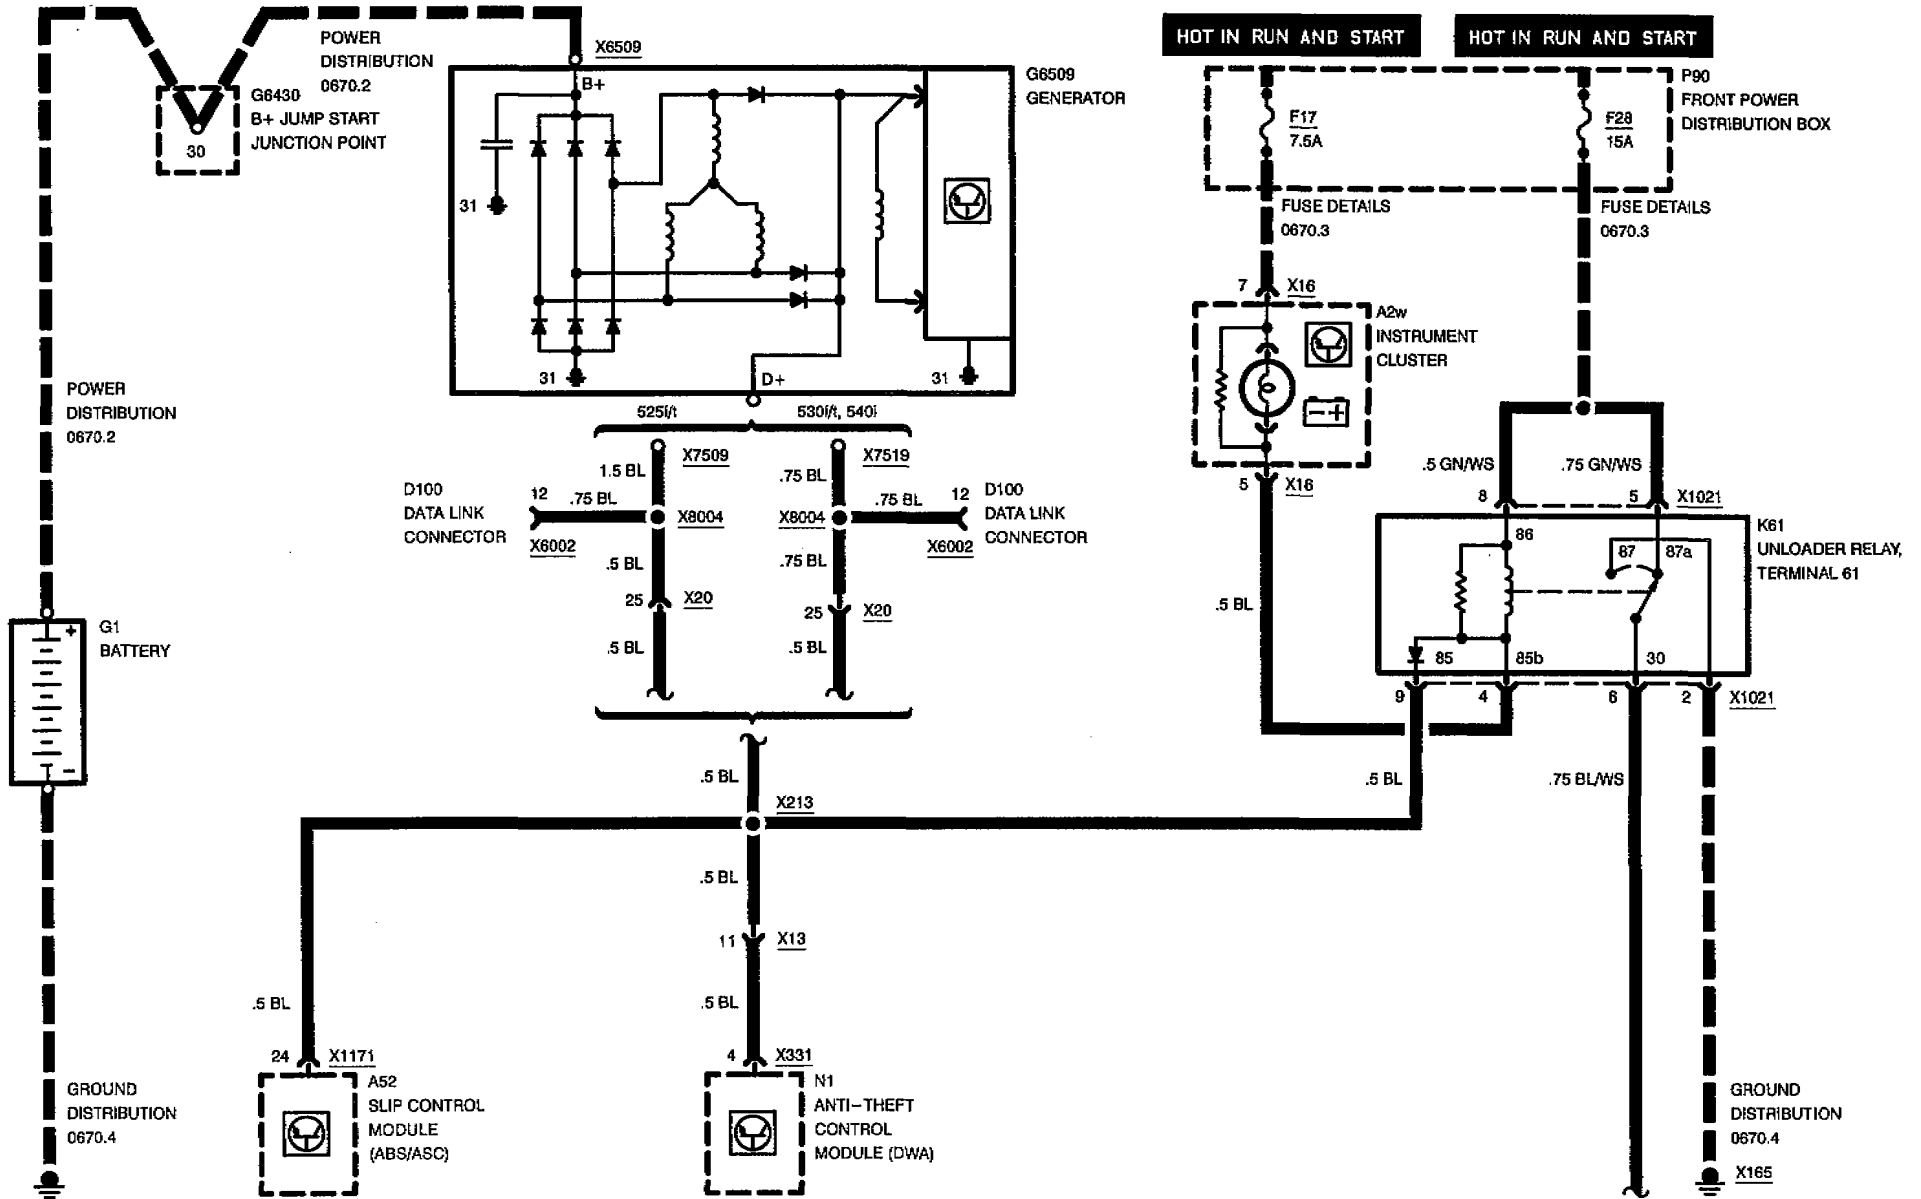 POWER
DISTRIBUTION
0670.2
X6509
G6430
B+ JUMP START
JUNCTION POINT
30
B+
G6509
GENERATOR
31
31
D+
31
HOT IN RUN AND START
HOT IN RUN AND START
P90
FRONT POWER
DISTRIBUTION BOX
F17
7.5A
F28
15A
FUSE DETAILS
0670.3
FUSE DETAILS
0670.3
7
X16
A2w
INSTRUMENT
CLUSTER
- +
5
X16
POWER
DISTRIBUTION
0670.2
525i/t
530i/t, 540i
X7509
X7519
1.5 BL
.75 BL
D100
DATA LINK
CONNECTOR
12
.75 BL
X8004
X8004
.75 BL
12
D100
DATA LINK
CONNECTOR
X6002
X6002
.5 BL
.75 BL
25
X20
25
X20
.5 BL
.5 BL
.5 GN/WS
.75 GN/WS
8
5
X1021
K61
UNLOADER RELAY,
TERMINAL 61
86
87
87a
85
85b
30
9
4
6
2
X1021
.5 BL
G1
BATTERY
+
-
.5 BL
X213
.5 BL
.75 BL/WS
.5 BL
11
X13
.5 BL
.5 BL
24
X1171
A52
SLIP CONTROL
MODULE
(ABS/ASC)
4
X331
N1
ANTI-THEFT
CONTROL
MODULE (DWA)
GROUND
DISTRIBUTION
0670.4
GROUND
DISTRIBUTION
0670.4
X165